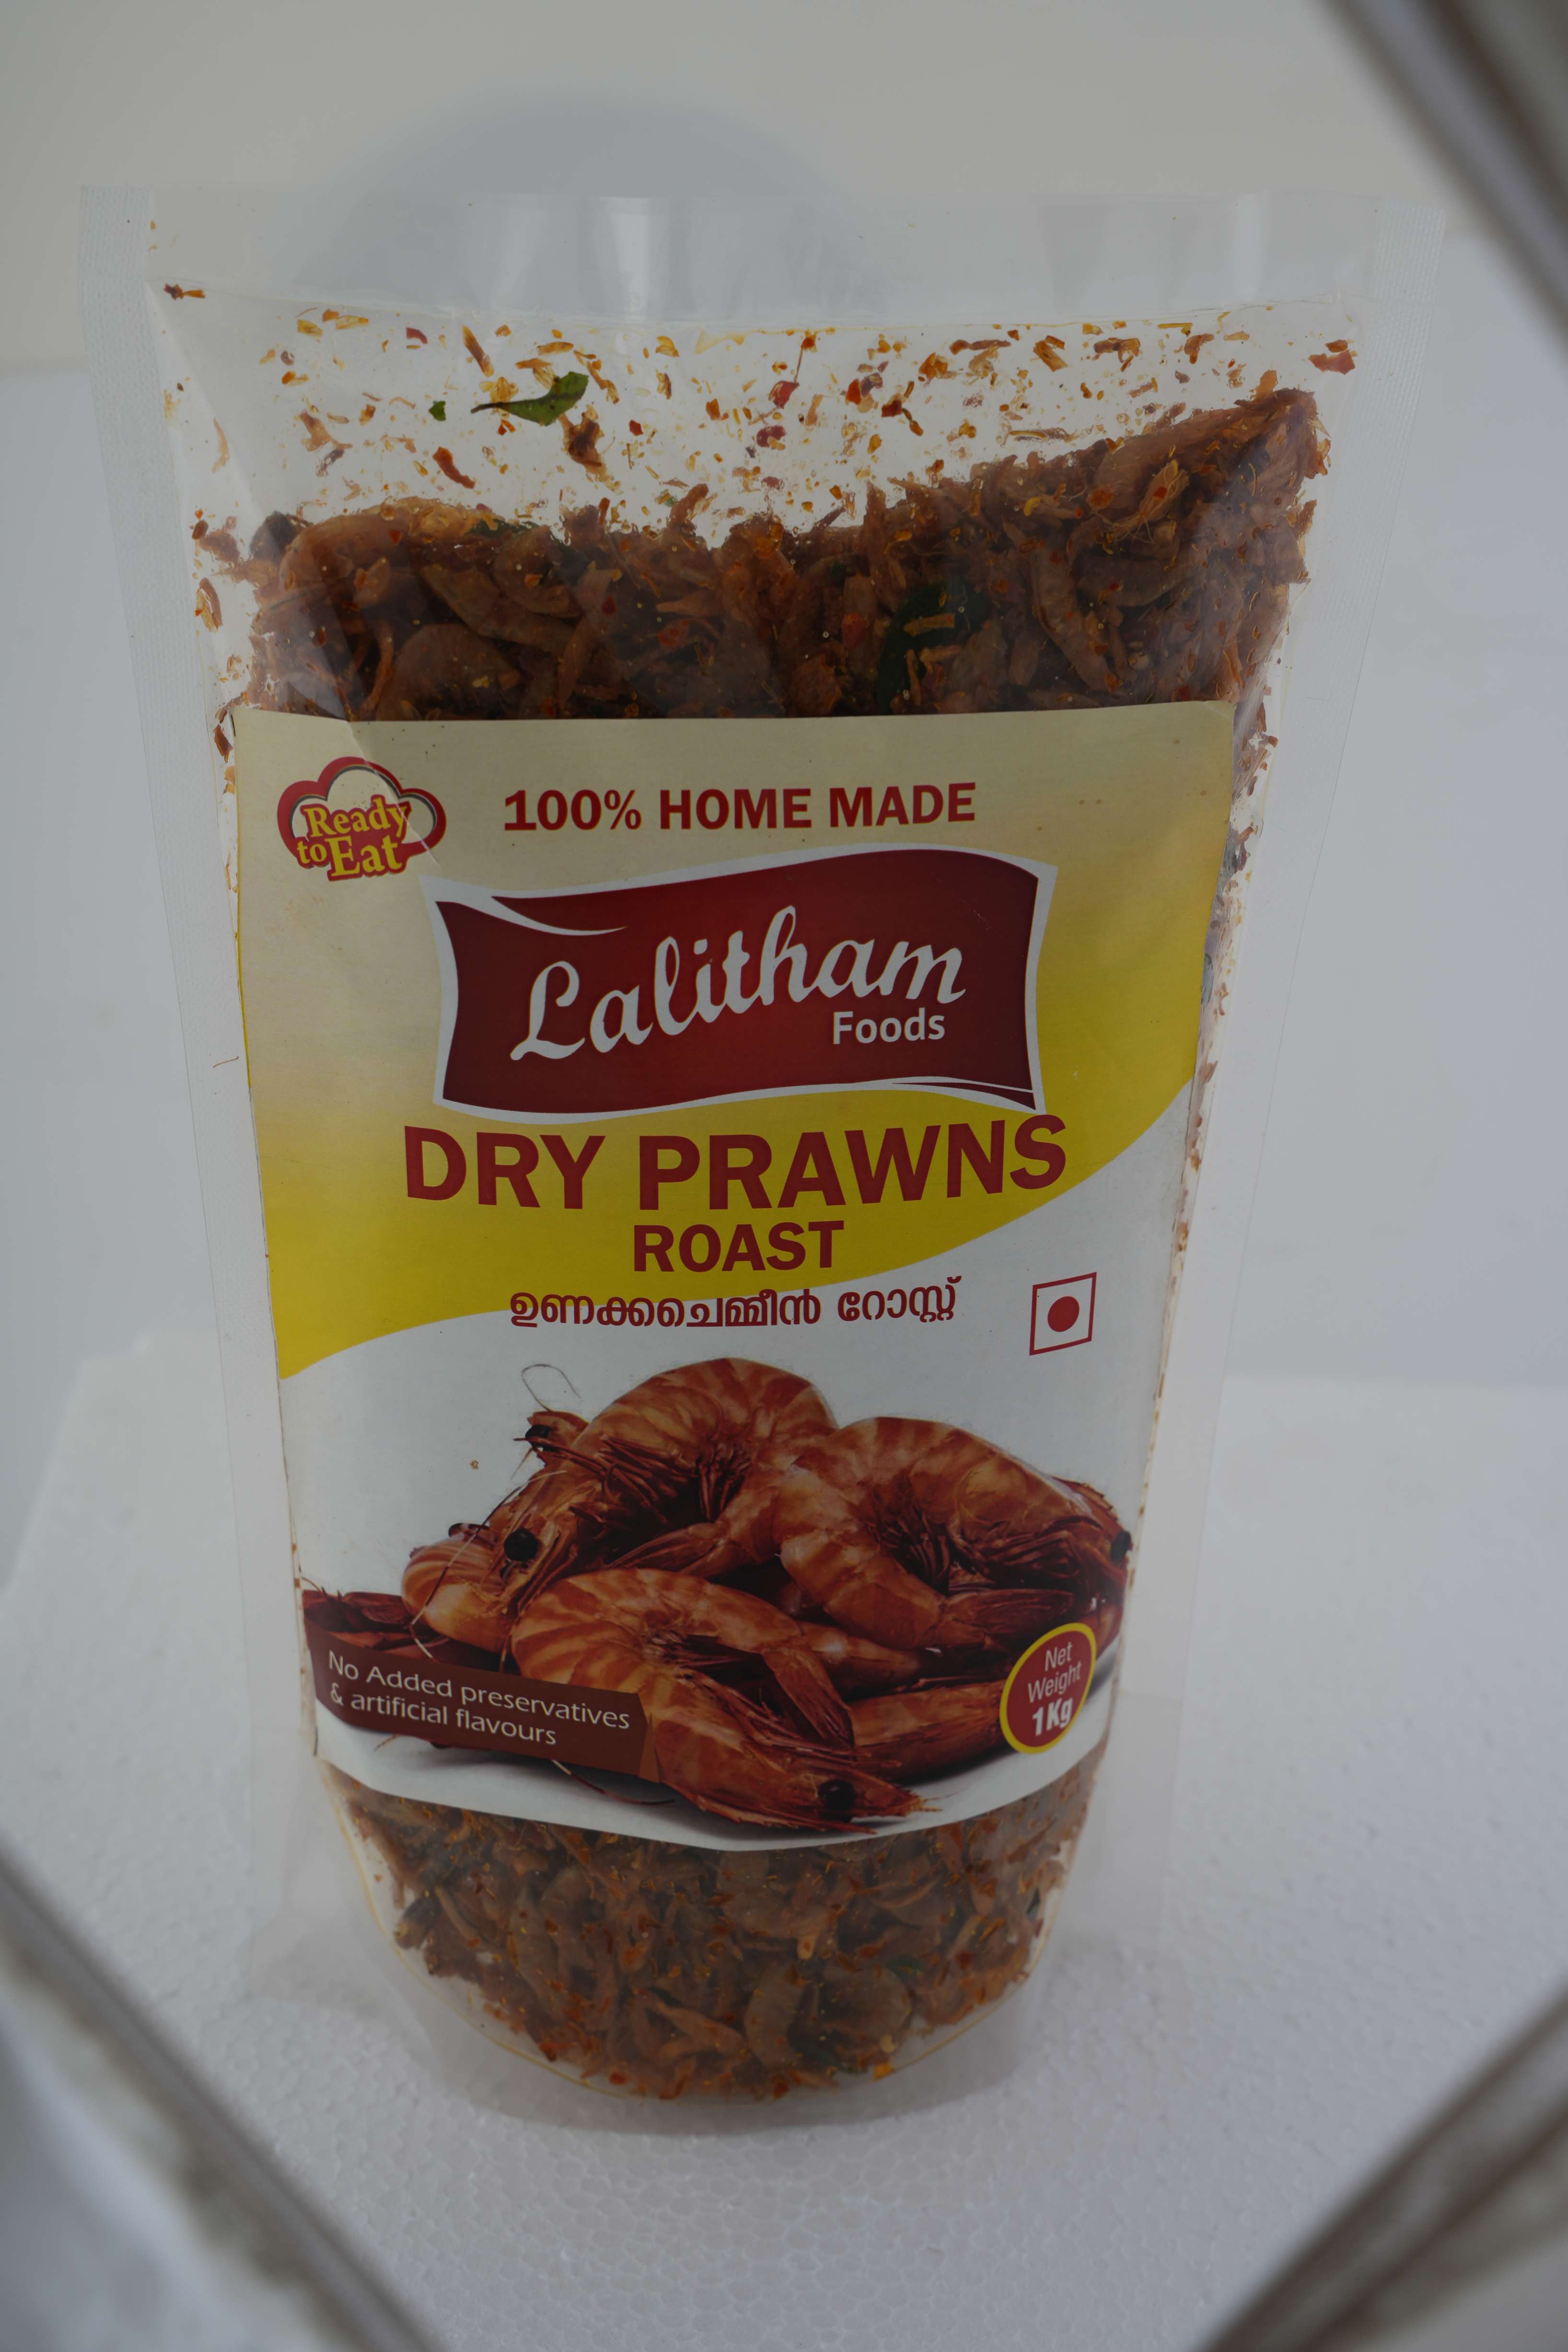 Ready
to Eat
100% HOME MADE
Lalitham
Foods
DRY PRAWNS
ROAST
ഉണക്കചെമ്മീൻ റോസ്റ്റ്
No Added preservatives
& artificial flavours
Net
Weight
1Kg